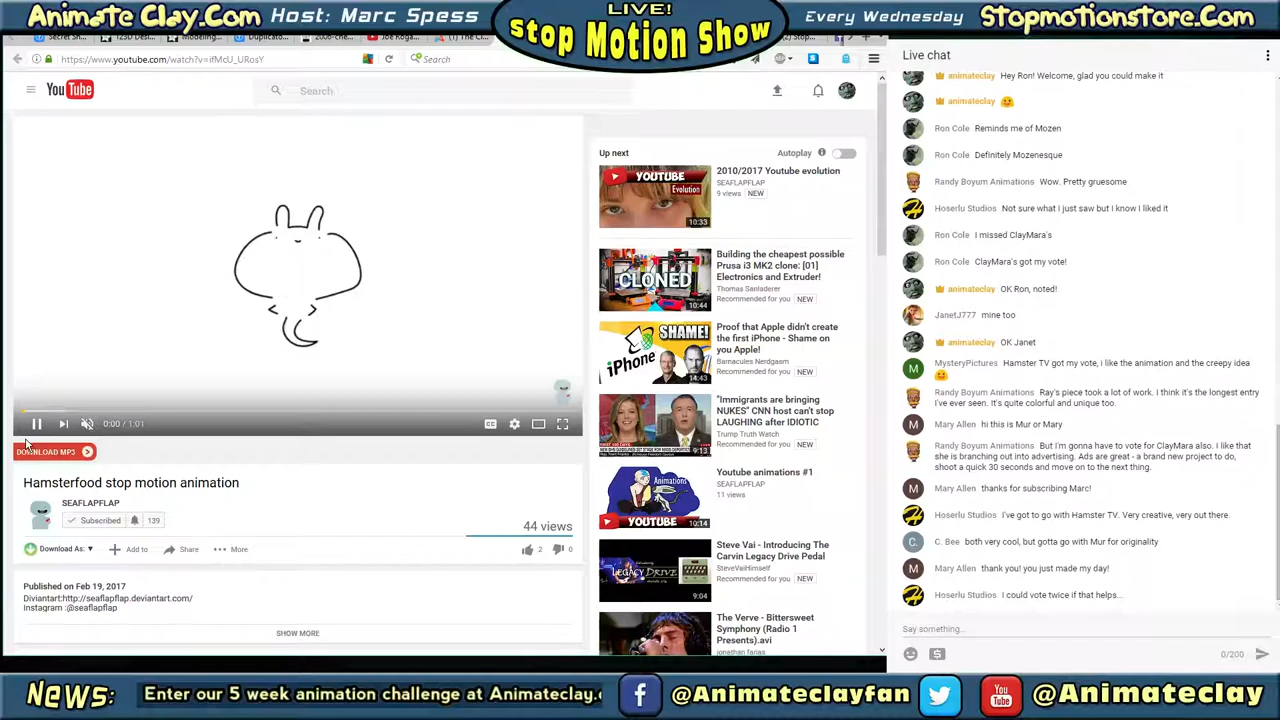 Animate Clay.Com Host: Marc Spess
LIVE!
Stop Motion Show
Every Wednesday Stopmotionstore.Com
https://www.youtube.com/watch?v=ifMcU_URosY
Search
YouTube
Search
0:00 / 1:01
DOWNLOAD MP3
Hamsterfood stop motion animation
SEAFLAPFLAP
Subscribed 139
44 views
Download As: ▼ Add to Share More
2 0
Published on Feb 19, 2017
Diviantart:http://seaflapflap.deviantart.com/
Instagram :@seaflapflap
SHOW MORE
Up next
Autoplay
YOUTUBE
Evolution
10:33
2010/2017 Youtube evolution
SEAFLAPFLAP
9 views NEW
CLONED
10:44
Building the cheapest possible
Prusa i3 MK2 clone: [01]
Electronics and Extruder!
Thomas Sanladerer
Recommended for you NEW
SHAME!
iPhone
14:43
Proof that Apple didn't create
the first iPhone - Shame on
you Apple!
Barnacules Nerdgasm
Recommended for you NEW
9:13
"Immigrants are bringing
NUKES" CNN host can't stop
LAUGHING after IDIOTIC
Trump Truth Watch
Recommended for you NEW
Animations
YOUTUBE
10:14
Youtube animations #1
SEAFLAPFLAP
11 views
LEGACY DRIVE
9:04
Steve Vai - Introducing The
Carvin Legacy Drive Pedal
SteveVaiHimself
Recommended for you NEW
The Verve - Bittersweet
Symphony (Radio 1
Presents).avi
jonathan farias
Live chat
animateclay Hey Ron! Welcome, glad you could make it
animateclay
Ron Cole Reminds me of Mozen
Ron Cole Definitely Mozenesque
Randy Boyum Animations Wow. Pretty gruesome
Hoserlu Studios Not sure what i just saw but I know I liked it
Ron Cole I missed ClayMara's
Ron Cole ClayMara's got my vote!
animateclay OK Ron, noted!
JanetJ777 mine too
animateclay OK Janet
M MysteryPictures Hamster TV got my vote, i like the animation and the creepy idea
Randy Boyum Animations Ray's piece took a lot of work. I think it's the longest entry
I've ever seen. It's quite colorful and unique too.
M Mary Allen hi this is Mur or Mary
Randy Boyum Animations But I'm gonna have to vote for ClayMara also. I like that
she is branching out into advertising. Ads are great - a brand new project to do,
shoot a quick 30 seconds and move on to the next thing.
M Mary Allen thanks for subscribing Marc!
Hoserlu Studios I've got to go with Hamster TV. Very creative, very out there.
C. C. Bee both very cool, but gotta go with Mur for originality
M Mary Allen thank you! you just made my day!
Hoserlu Studios I could vote twice if that helps...
Say something...
0/200
News: Enter our 5 week animation challenge at Animateclay.c
@Animateclayfan
You Tube @Animateclay